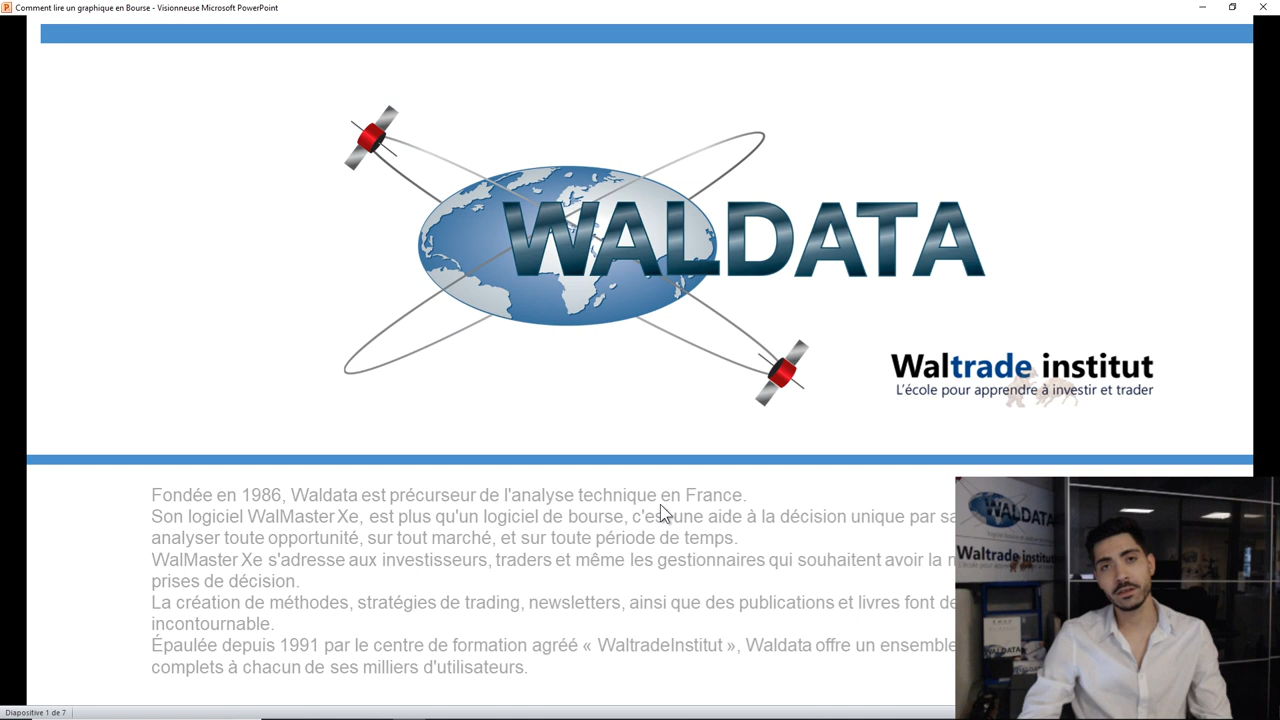 Comment lire un graphique en Bourse - Visionneuse Microsoft PowerPoint
WALDATA
Waltrade institut
L'école pour apprendre à investir et trader
Fondée en 1986, Waldata est précurseur de l'analyse technique en France.
Son logiciel WalMaster Xe, est plus qu'un logiciel de bourse, c'est une aide à la décision unique par
analyser toute opportunité, sur tout marché, et sur toute période de temps.
WalMaster Xe s'adresse aux investisseurs, traders et même les gestionnaires qui souhaitent avoir la
prises de décision.
La création de méthodes, stratégies de trading, newsletters, ainsi que des publications et livres font
incontournable.
Épaulée depuis 1991 par le centre de formation agréé « WaltradeInstitut », Waldata offre un ensemble
complets à chacun de ses milliers d'utilisateurs.
WALDATA
Waltrade institut
Diapositive 1 de 7